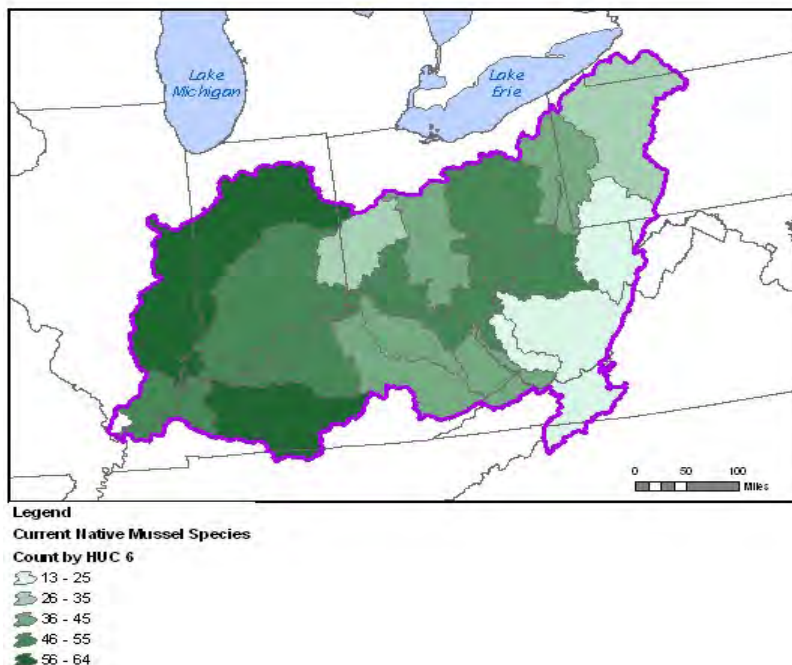 Lake
Michigan
Lake
Erie
0 50 100
Miles
Legend
Current Native Mussel Species
Count by HUC 6
13 - 25
26 - 35
36 - 45
46 - 55
56 - 64